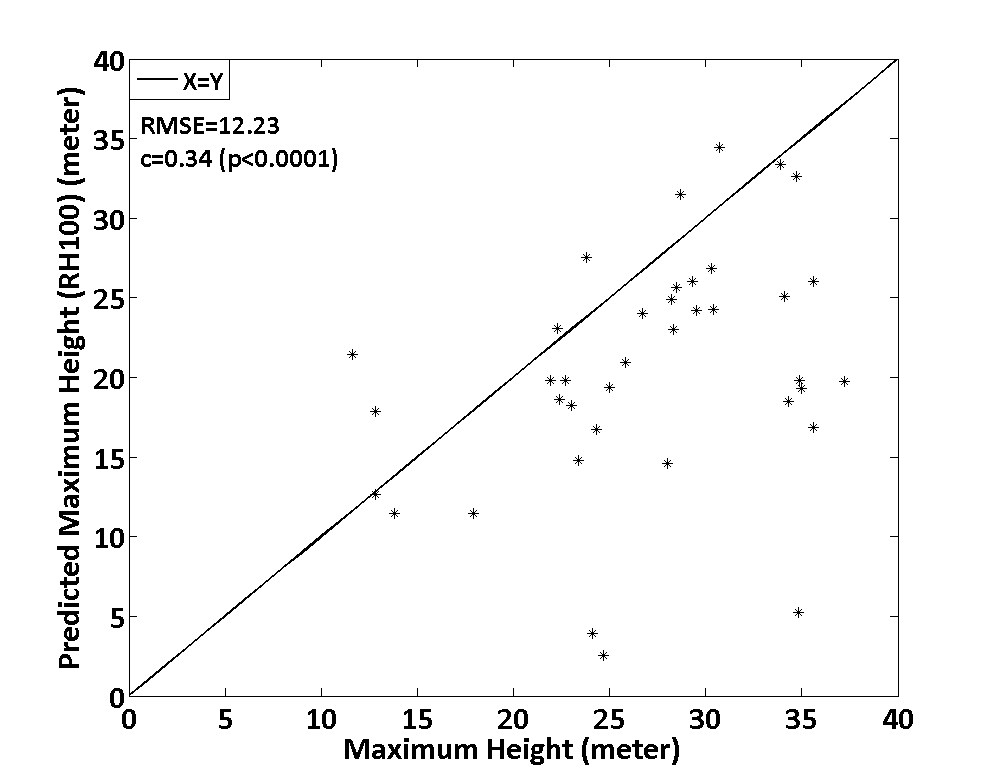 X=Y
RMSE=12.23
c=0.34 (p<0.0001)
Predicted Maximum Height (RH100) (meter)
40
35
30
25
20
15
10
5
0
0 5 10 15 20 25 30 35 40
Maximum Height (meter)